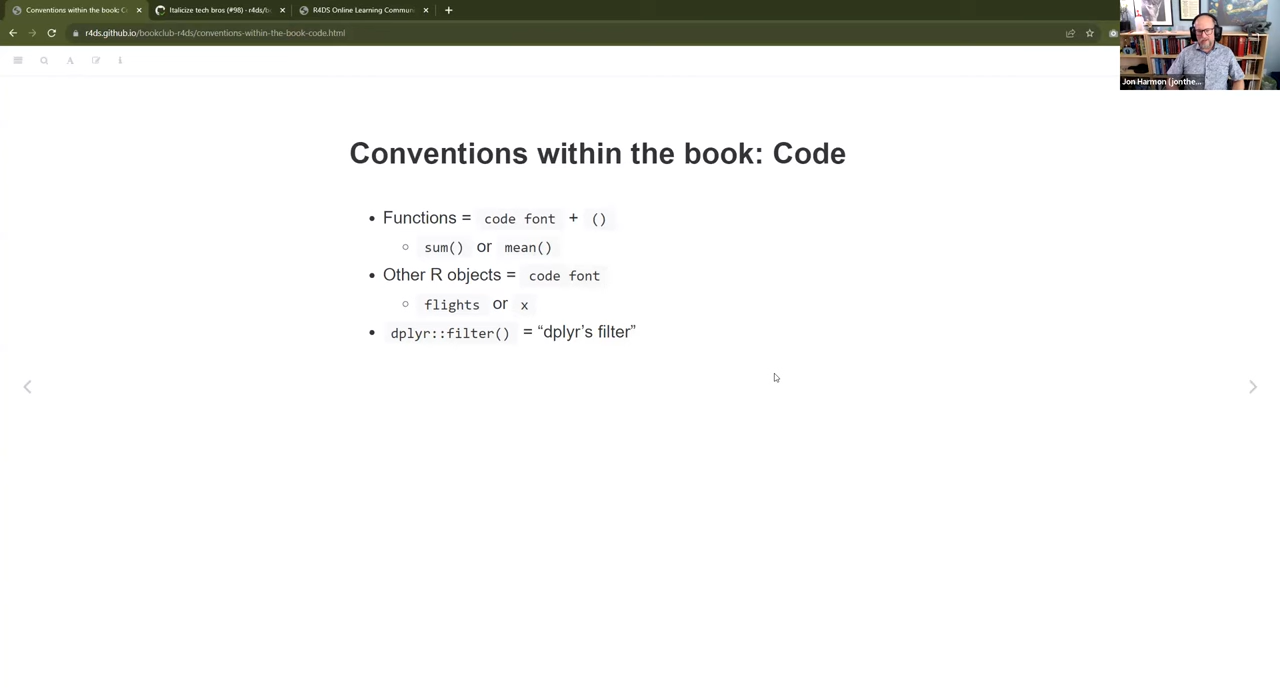 Conventions within the book: C
Italicize tech bros (#98) · r4ds/b
R4DS Online Learning Commun
r4ds.github.io/bookclub-r4ds/conventions-within-the-book-code.html
Jon Harmon (jonthe...
Conventions within the book: Code
• Functions = code font + ()
○ sum() or mean()
• Other R objects = code font
○ flights or x
• dplyr::filter() = “dplyr’s filter”